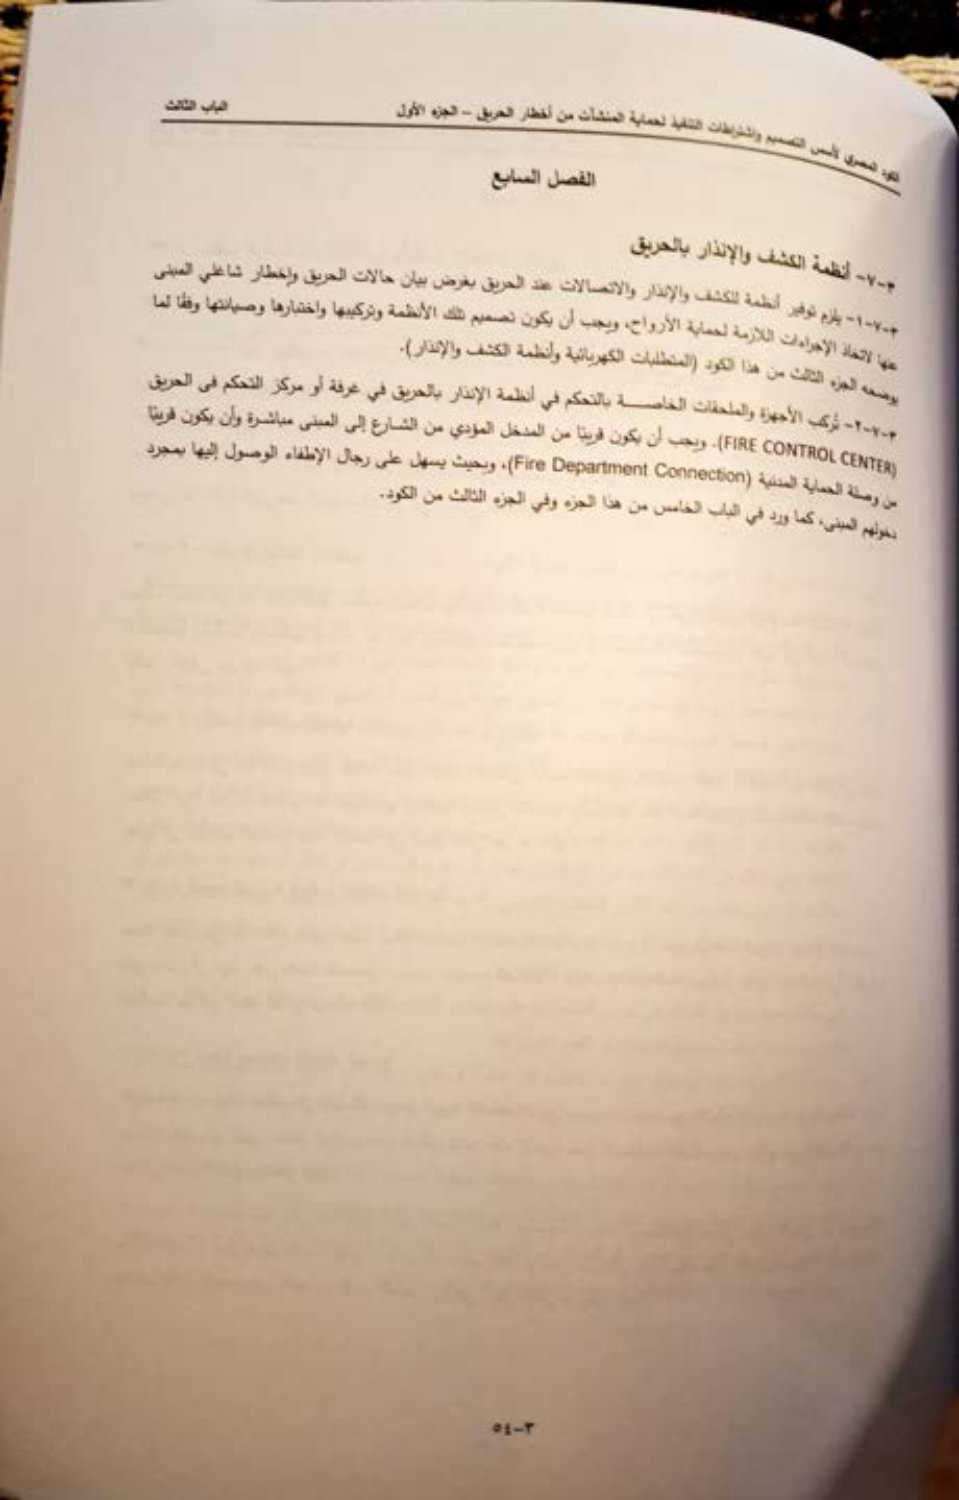 الكود المصري لأسس التصميم واشتراطات التنفيذ لحماية المنشآت من أخطار الحريق – الجزء الأول
الباب الثالث
الفصل السابع
٣-٧- أنظمة الكشف والإنذار بالحريق
٣-٧-١- يلزم توفير أنظمة للكشف والإنذار والاتصالات عند الحريق بغرض بيان حالات الحريق وإخطار شاغلي المبنى
عنها لاتخاذ الإجراءات اللازمة لحماية الأرواح، ويجب أن يكون تصميم تلك الأنظمة وتركيبها واختبارها وصيانتها وفقًا لما
يوضحه الجزء الثالث من هذا الكود (المتطلبات الكهربائية وأنظمة الكشف والإنذار).
٣-٧-٢- تُركب الأجهزة والملحقات الخاصة بالتحكم في أنظمة الإنذار بالحريق في غرفة أو مركز التحكم فى الحريق
(FIRE CONTROL CENTER). ويجب أن يكون قريبًا من المدخل المؤدي من الشارع إلى المبنى مباشرة وأن يكون قريبًا
من وصلة الحماية المدنية (Fire Department Connection)، وبحيث يسهل على رجال الإطفاء الوصول إليها بمجرد
دخولهم المبنى، كما ورد في الباب الخامس من هذا الجزء وفي الجزء الثالث من الكود.
٣-٥٤